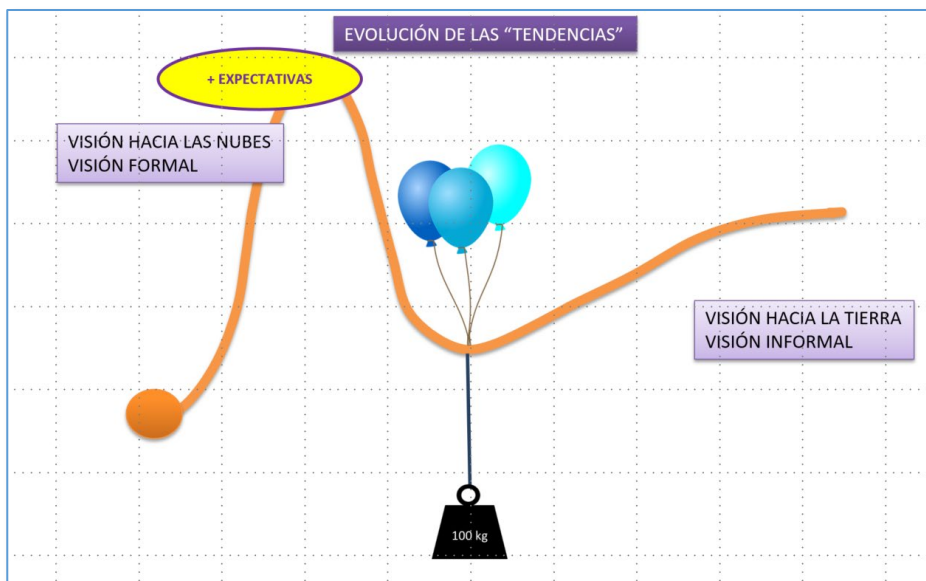 EVOLUCIÓN DE LAS “TENDENCIAS”
+ EXPECTATIVAS
VISIÓN HACIA LAS NUBES
VISIÓN FORMAL
VISIÓN HACIA LA TIERRA
VISIÓN INFORMAL
100 kg